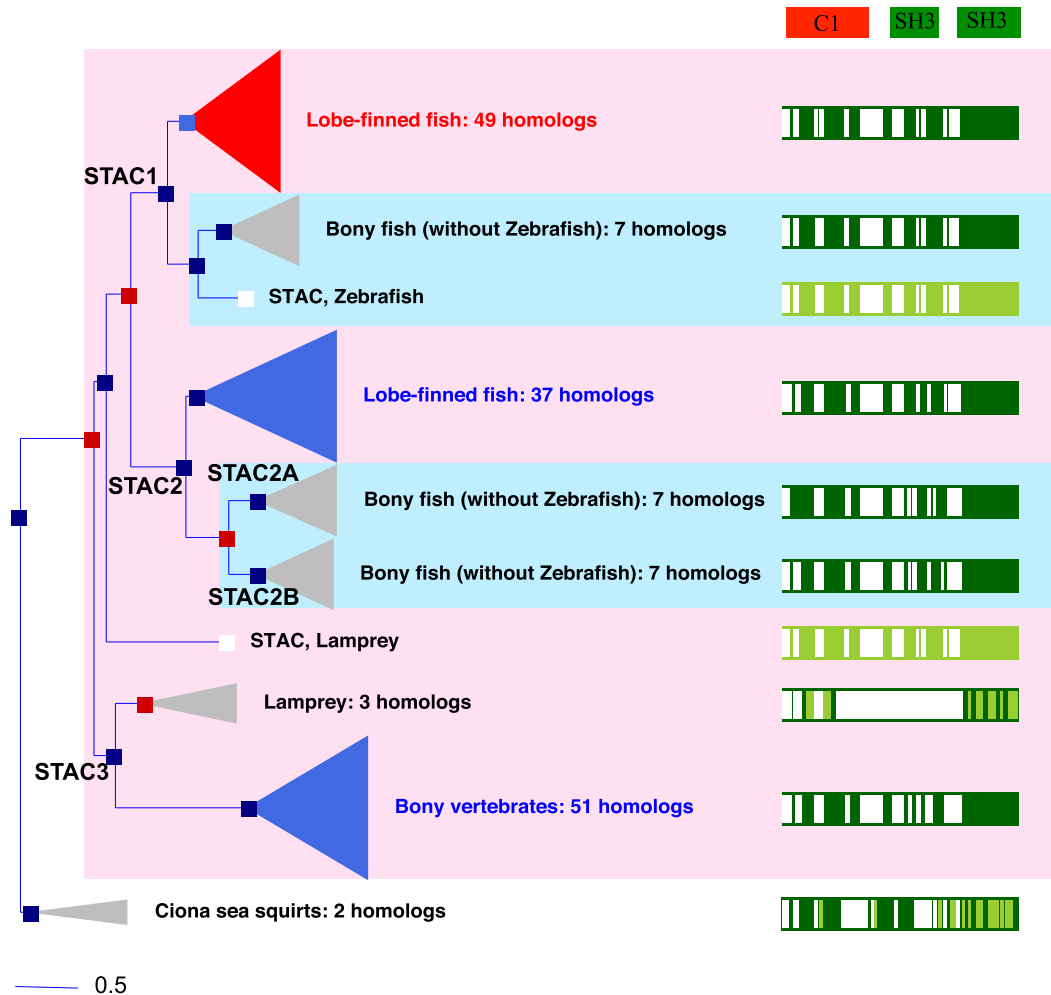 C1 SH3 SH3
Lobe-finned fish: 49 homologs
STAC1
Bony fish (without Zebrafish): 7 homologs
STAC, Zebrafish
Lobe-finned fish: 37 homologs
STAC2A
STAC2
Bony fish (without Zebrafish): 7 homologs
Bony fish (without Zebrafish): 7 homologs
STAC2B
STAC, Lamprey
Lamprey: 3 homologs
STAC3
Bony vertebrates: 51 homologs
Ciona sea squirts: 2 homologs
0.5